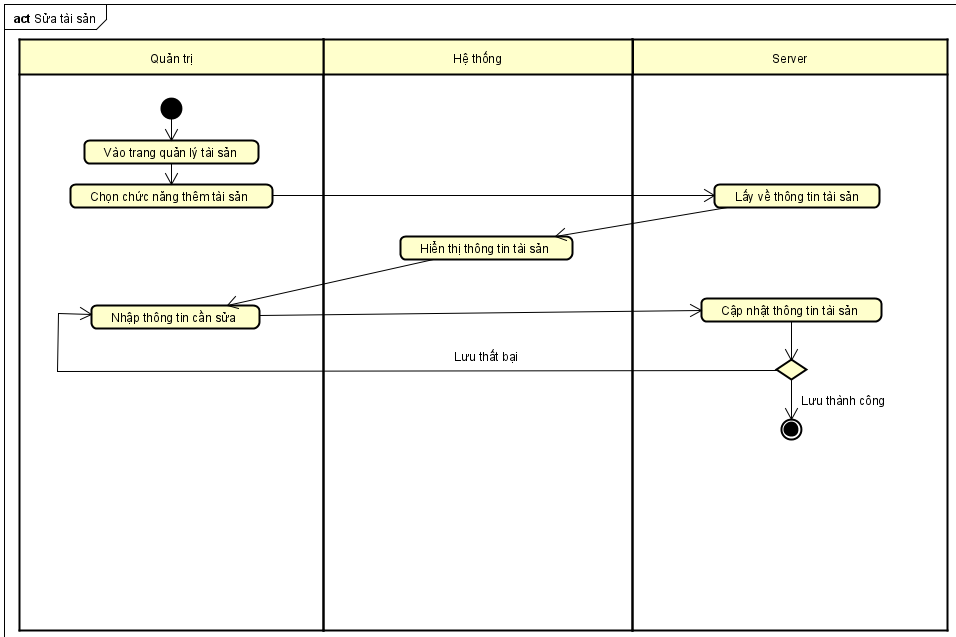 act Sửa tài sản
Quản trị
Hệ thống
Server
Vào trang quản lý tài sản
Chọn chức năng thêm tài sản
Lấy về thông tin tài sản
Hiển thị thông tin tài sản
Nhập thông tin cần sửa
Cập nhật thông tin tài sản
Lưu thất bại
Lưu thành công